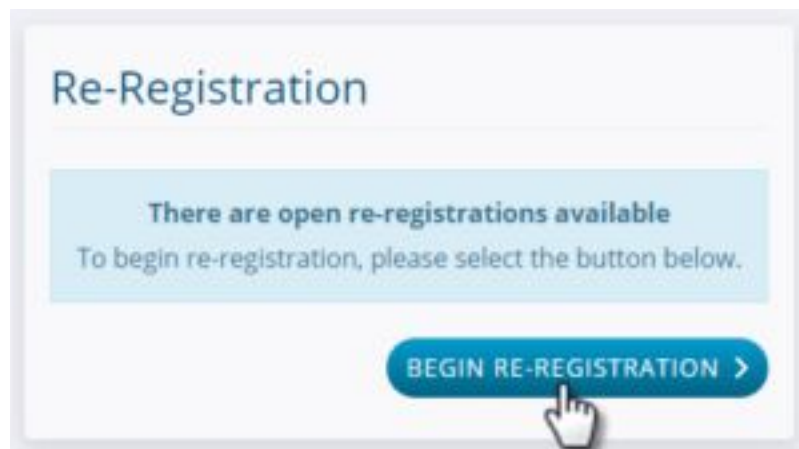 Re-Registration
There are open re-registrations available
To begin re-registration, please select the button below.
BEGIN RE-REGISTRATION >